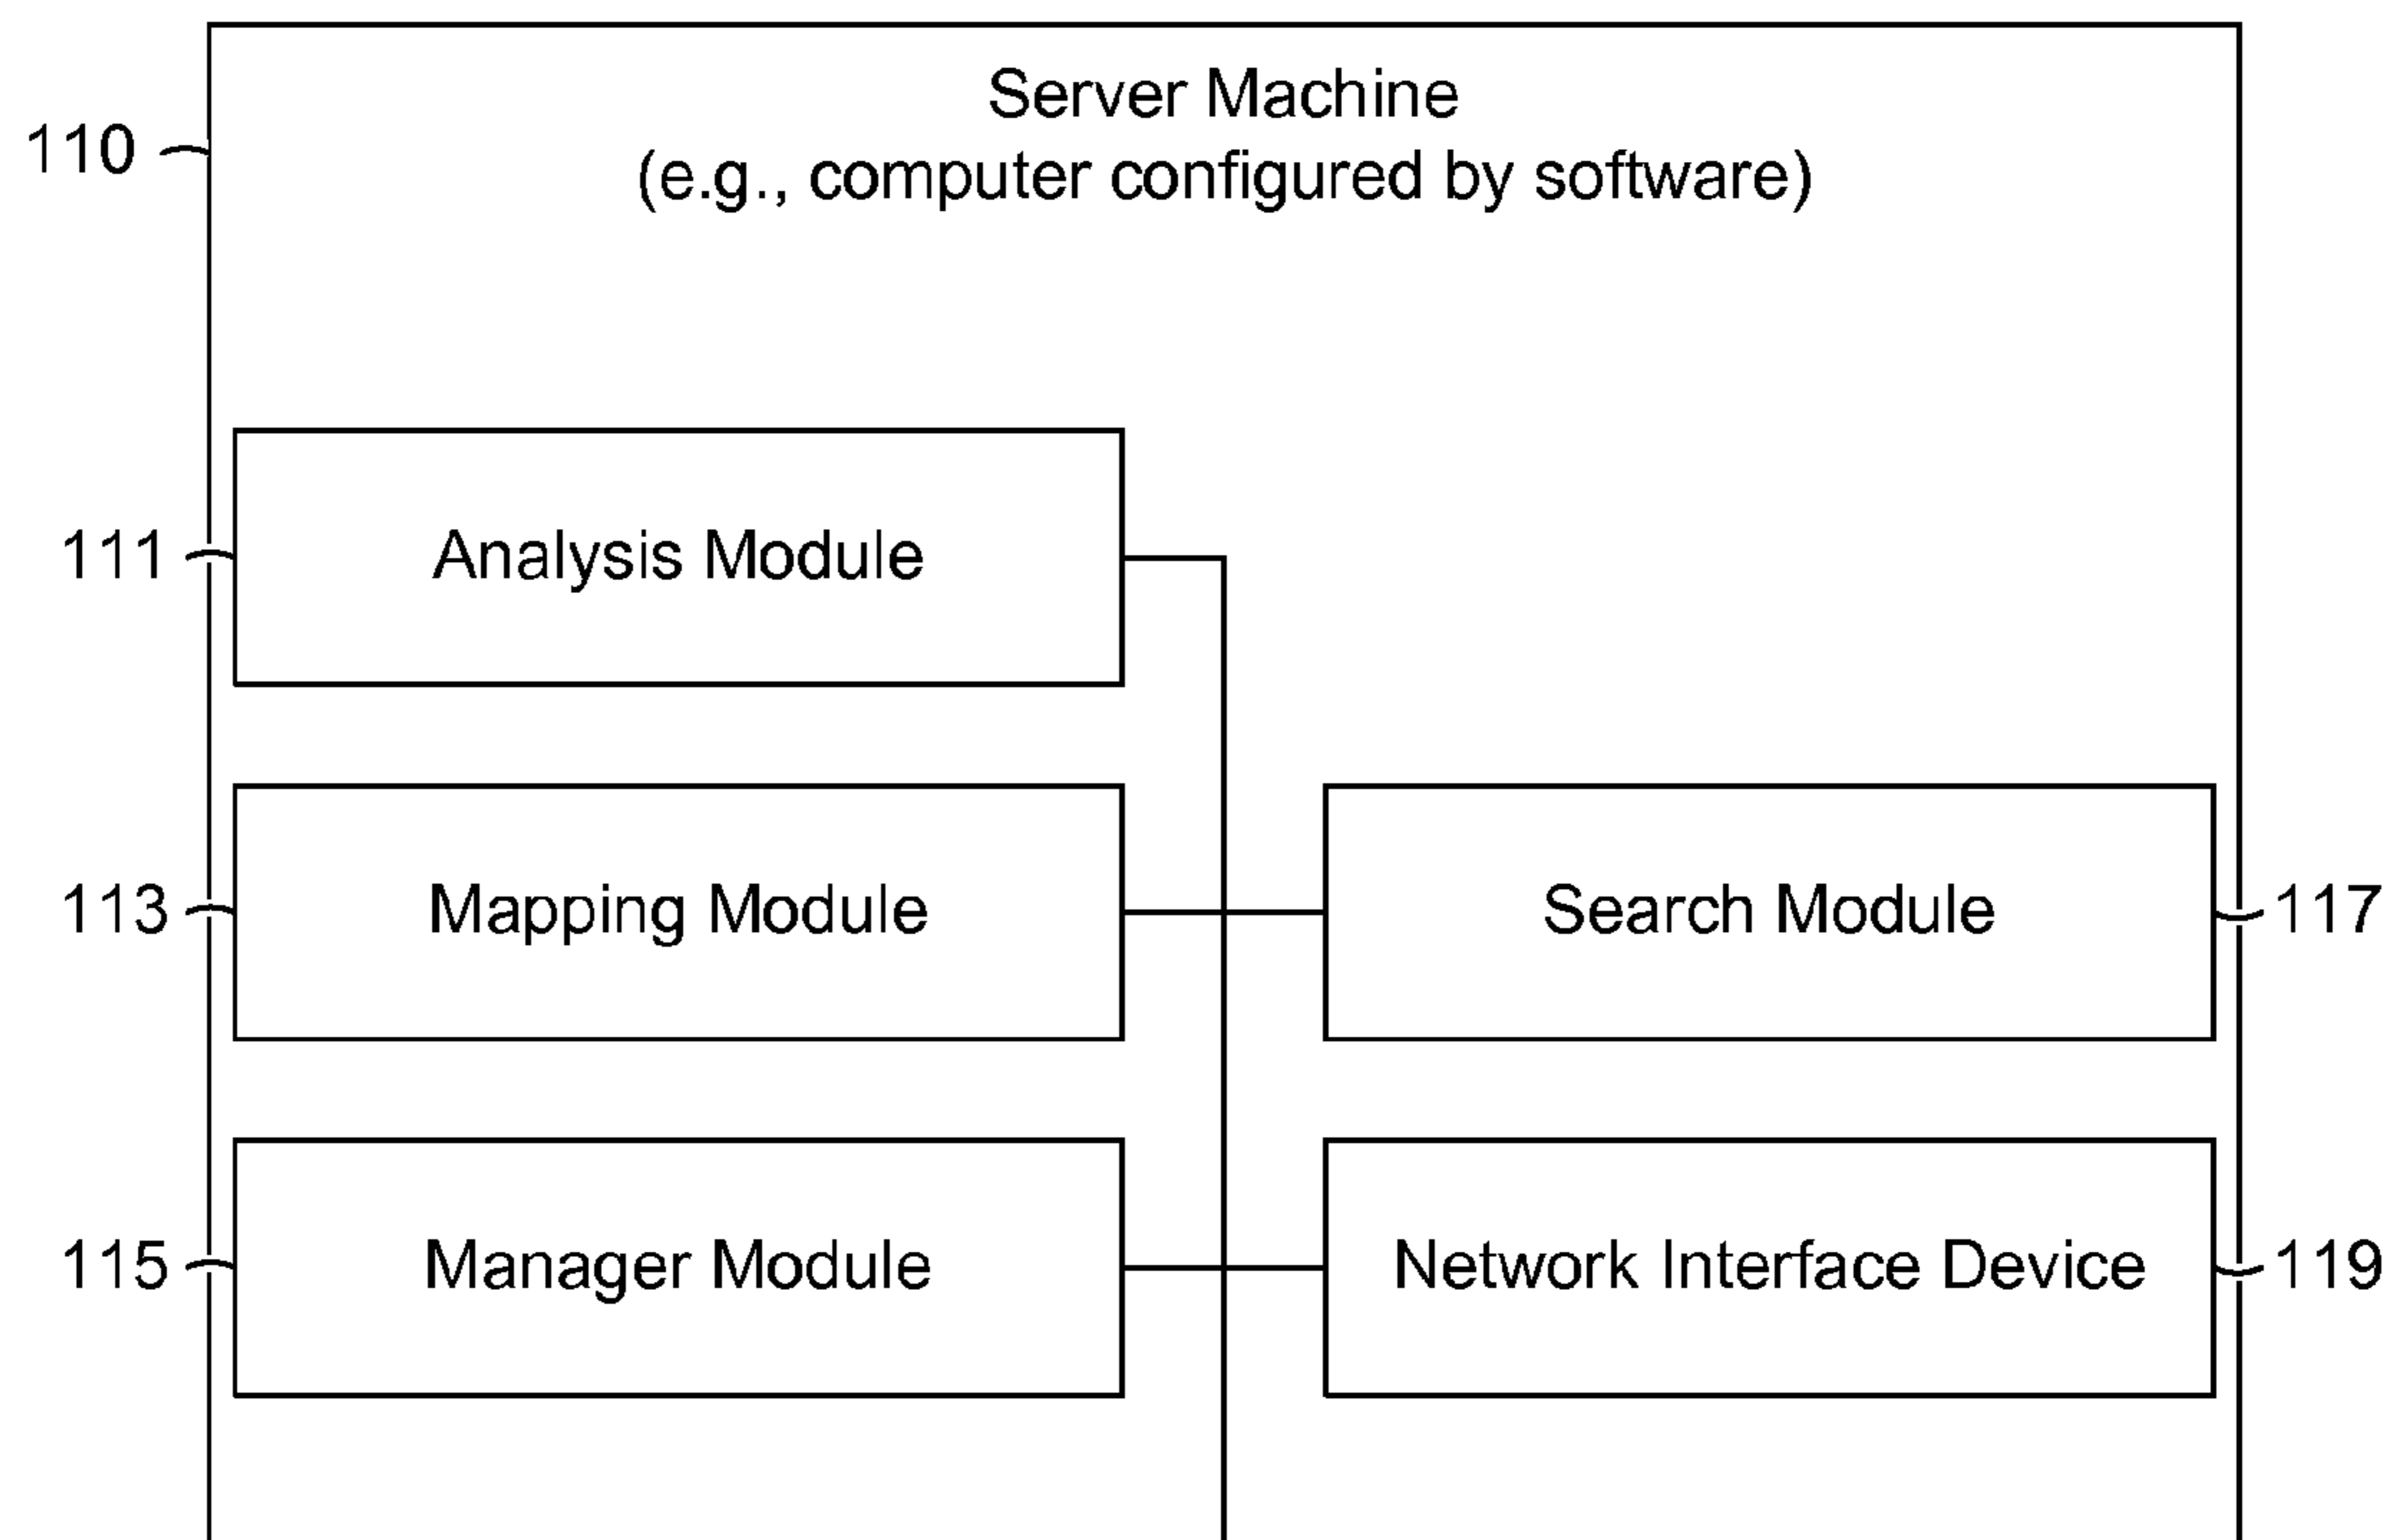 Server Machine
110
(e.g., computer configured by software)
111
Analysis Module
113
Mapping Module
Search Module
117
115
Manager Module
Network Interface Device
119